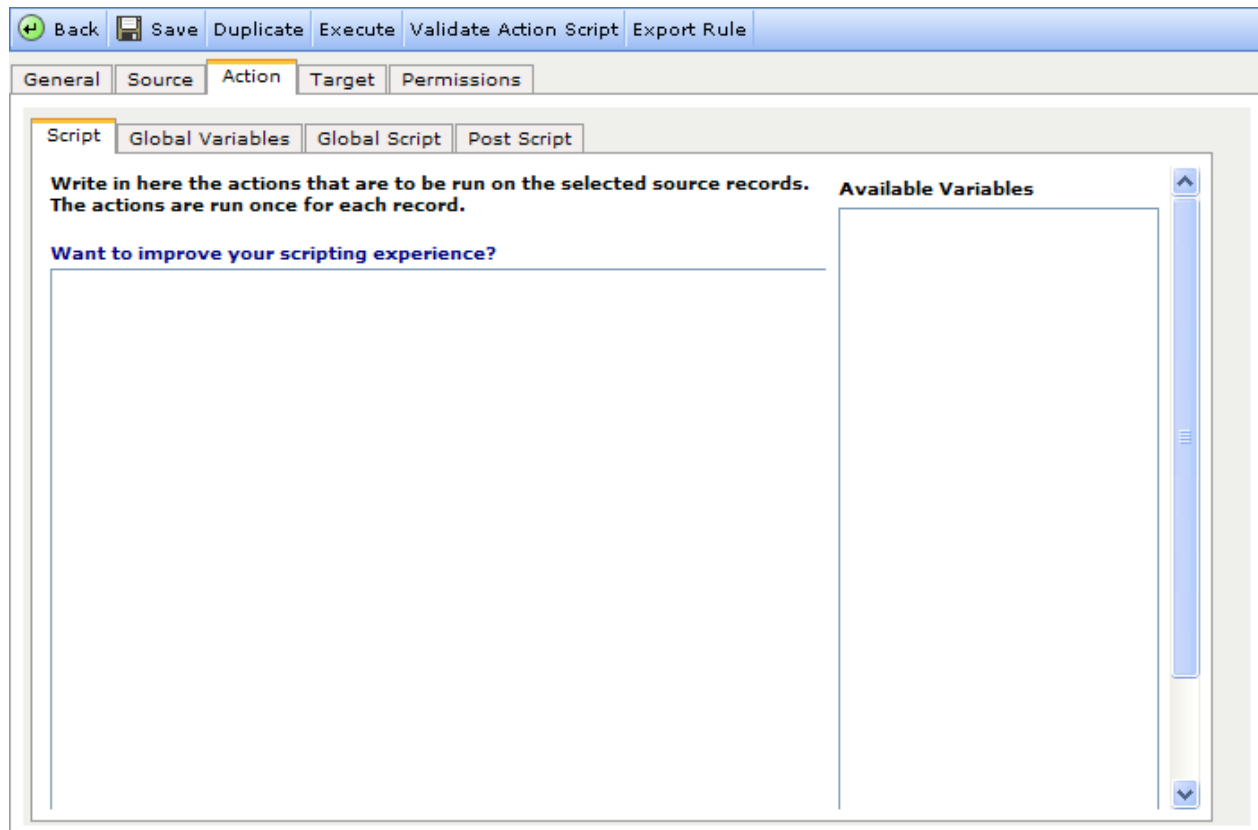 Back Save Duplicate Execute Validate Action Script Export Rule
General Source Action Target Permissions
Script Global Variables Global Script Post Script
Write in here the actions that are to be run on the selected source records.
The actions are run once for each record.
Available Variables
Want to improve your scripting experience?